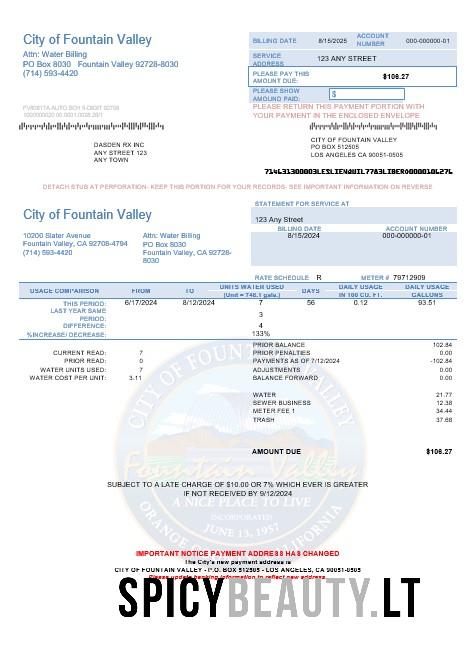 City of Fountain Valley
Attn: Water Billing
PO Box 8030 Fountain Valley 92728-8030
(714) 593-4420
BILLING DATE 8/15/2025 ACCOUNT NUMBER 000-000000-01
SERVICE ADDRESS 123 ANY STREET
PLEASE PAY THIS AMOUNT DUE: $106.27
PLEASE SHOW AMOUNT PAID: $
PLEASE RETURN THIS PAYMENT PORTION WITH
YOUR PAYMENT IN THE ENCLOSED ENVELOPE
DASDEN RX INC
ANY STREET 123
ANY TOWN
CITY OF FOUNTAIN VALLEY
PO BOX 512505
LOS ANGELES CA 90051-0505
DETACH STUB AT PERFORATION- KEEP THIS PORTION FOR YOUR RECORDS- SEE IMPORTANT INFORMATION ON REVERSE
City of Fountain Valley
10200 Slater Avenue
Fountain Valley, CA 92708-4794
(714) 593-4420
Attn: Water Billing
PO Box 8030
Fountain Valley, CA 92728-
8030
STATEMENT FOR SERVICE AT
123 Any Street
BILLING DATE ACCOUNT NUMBER
8/15/2024 000-000000-01
RATE SCHEDULE R METER # 79712909
USAGE COMPARISON FROM TO UNITS WATER USED (Unit = 748.1 gals.) DAYS DAILY USAGE IN 100 CU. FT. DAILY USAGE GALLONS
THIS PERIOD: 6/17/2024 8/12/2024 7 56 0.12 93.51
LAST YEAR SAME PERIOD: 3
DIFFERENCE: 4
%INCREASE/ DECREASE: 133%
CURRENT READ: 7
PRIOR READ: 0
WATER UNITS USED: 7
WATER COST PER UNIT: 3.11
PRIOR BALANCE 102.84
PRIOR PENALTIES 0.00
PAYMENTS AS OF 7/12/2024 -102.84
ADJUSTMENTS 0.00
BALANCE FORWARD 0.00
WATER 21.77
SEWER BUSINESS 12.38
METER FEE 1 34.44
TRASH 37.68
AMOUNT DUE $106.27
SUBJECT TO A LATE CHARGE OF $10.00 OR 7% WHICH EVER IS GREATER
IF NOT RECEIVED BY 9/12/2024
CITY OF FOUNTAIN VALLEY
Fountain Valley
A NICE PLACE TO LIVE
INCORPORATED
JUNE 13, 1957
ORANGE COUNTY CALIFORNIA
IMPORTANT NOTICE PAYMENT ADDRESS HAS CHANGED
The City's new payment address is
CITY OF FOUNTAIN VALLEY - P.O. BOX 512505 - LOS ANGELES, CA 90051-0505
Please update banking information to reflect new address.
SPICYBEAUTY.LT